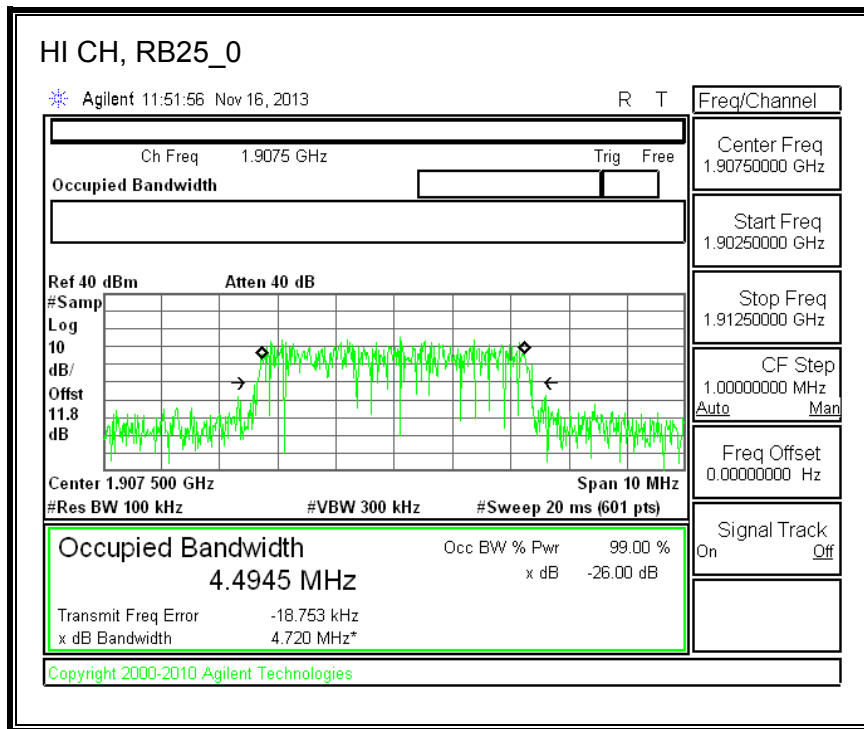 HI CH, RB25_0
Agilent 11:51:56 Nov 16, 2013 R T
Freq/Channel
Ch Freq 1.9075 GHz Trig Free
Occupied Bandwidth
Center Freq
1.90750000 GHz
Start Freq
1.90250000 GHz
Stop Freq
1.91250000 GHz
CF Step
1.00000000 MHz
Auto Man
Freq Offset
0.00000000 Hz
Signal Track
On Off
Ref 40 dBm Atten 40 dB
#Samp
Log
10
dB/
Offst
11.8
dB
Center 1.907 500 GHz Span 10 MHz
#Res BW 100 kHz #VBW 300 kHz #Sweep 20 ms (601 pts)
Occupied Bandwidth Occ BW % Pwr 99.00 %
4.4945 MHz x dB -26.00 dB
Transmit Freq Error -18.753 kHz
x dB Bandwidth 4.720 MHz*
Copyright 2000-2010 Agilent Technologies